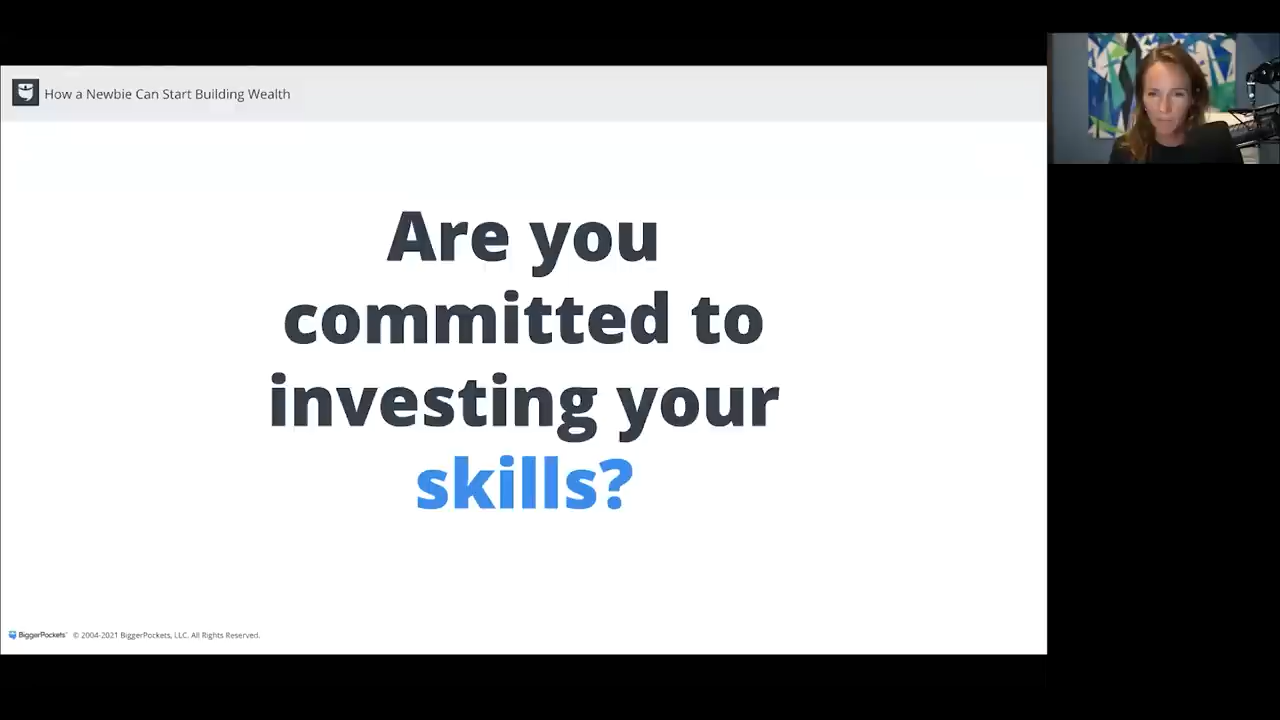 How a Newbie Can Start Building Wealth
Are you
committed to
investing your
skills?
BiggerPockets © 2004-2021 BiggerPockets, LLC. All Rights Reserved.